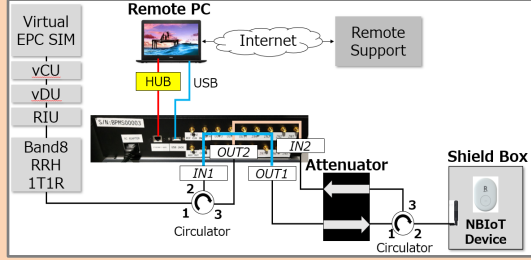 Virtual
EPC SIM
vCU
vDU
RIU
Band8
RRH
1T1R
Remote PC
Internet
Remote
Support
HUB
USB
S/N:BPMS00003
OUT2
IN2
IN1
OUT1
2
1
3
Circulator
Attenuator
3
1
2
Circulator
Shield Box
B
NBIoT
Device